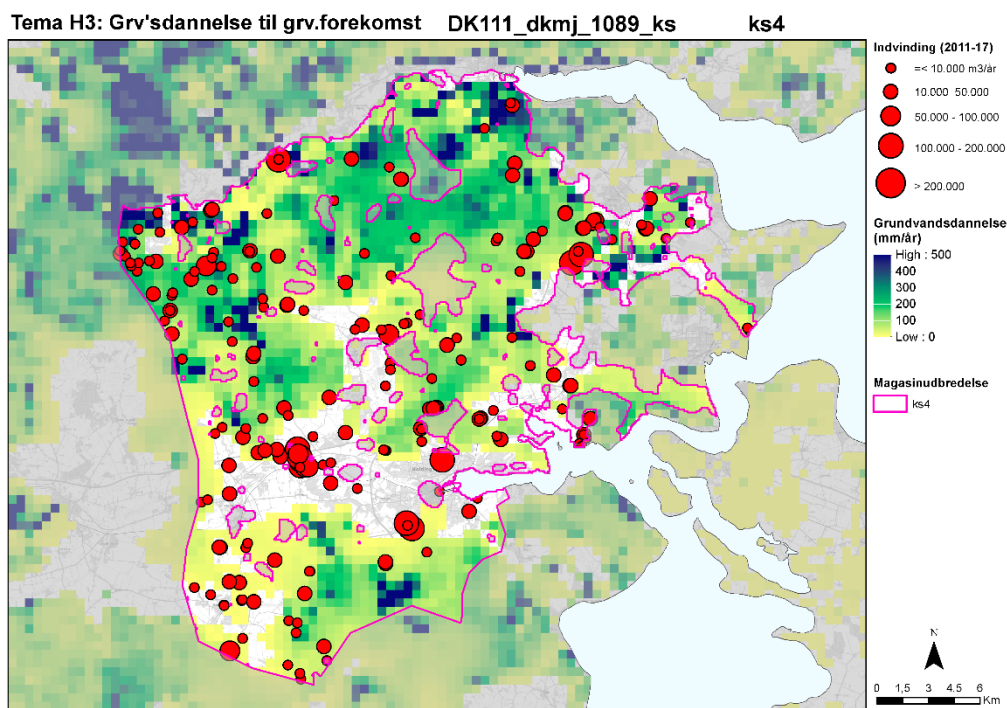 Tema H3: Grv'sdannelse til grv.forekomst DK111_dkmj_1089_ks ks4
Indvinding (2011-17)
=< 10.000 m3/år
10.000 50.000
50.000 - 100.000
100.000 - 200.000
> 200.000
Grundvandsdannelse
(mm/år)
High : 500
400
300
200
100
Low : 0
Magasinudbredelse
ks4
N
0 1,5 3 4.5 6
Km